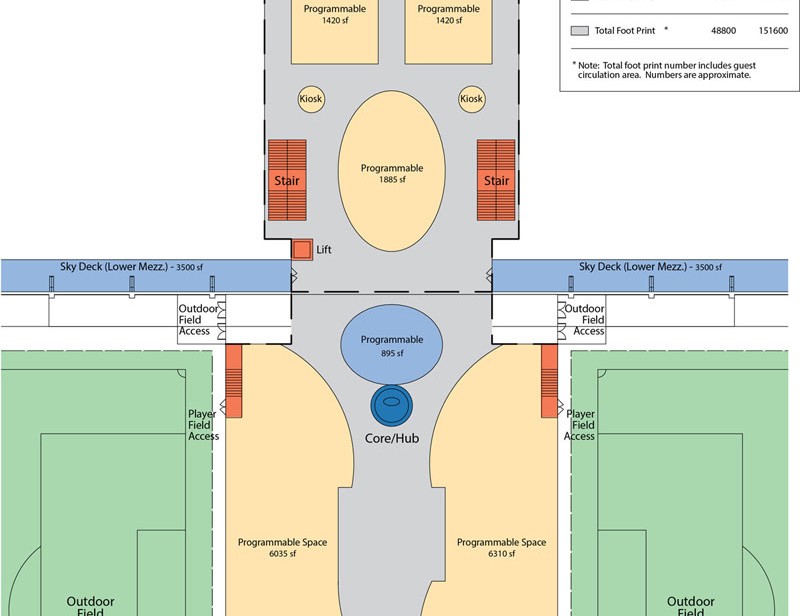 Programmable
1420 sf
Programmable
1420 sf
Total Foot Print * 48800 151600
* Note: Total foot print number includes guest
circulation area. Numbers are approximate.
Kiosk
Kiosk
Programmable
1885 sf
Stair
Stair
Lift
Sky Deck (Lower Mezz.) - 3500 sf
Sky Deck (Lower Mezz.) - 3500 sf
Outdoor
Field
Access
Outdoor
Field
Access
Programmable
895 sf
Player
Field
Access
Player
Field
Access
Core/Hub
Programmable Space
6035 sf
Programmable Space
6310 sf
Outdoor
Field
Outdoor
Field